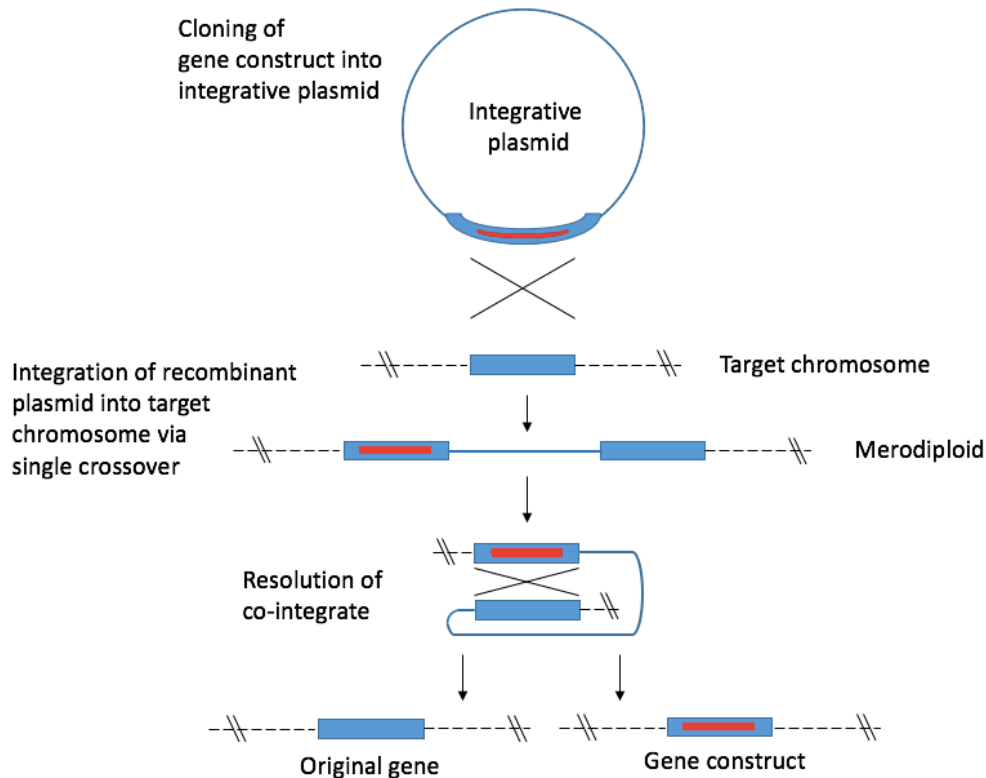 Cloning of
gene construct into
integrative plasmid
Integrative
plasmid
Target chromosome
Integration of recombinant
plasmid into target
chromosome via
single crossover
Merodiploid
Resolution of
co-integrate
Original gene
Gene construct